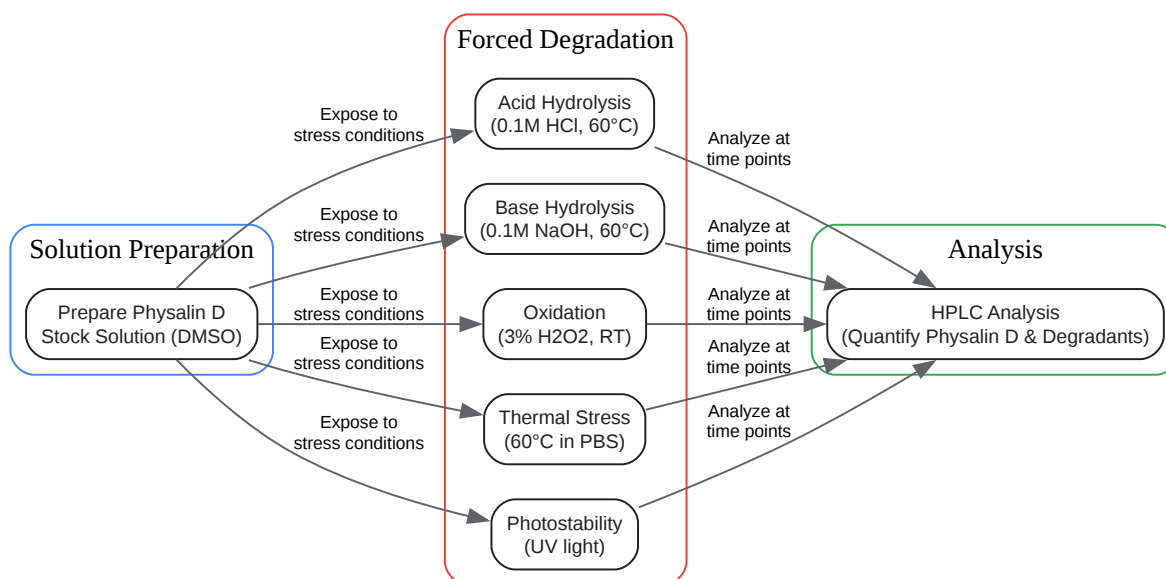 Forced Degradation
Acid Hydrolysis
(0.1M HCl, 60°C)
Expose to
stress conditions
Analyze at
time points
Base Hydrolysis
(0.1M NaOH, 60°C)
Expose to
stress conditions
Analyze at
time points
Solution Preparation
Analysis
Prepare Physalin D
Stock Solution (DMSO)
Expose to
stress conditions
Oxidation
(3% H2O2, RT)
Analyze at
time points
HPLC Analysis
(Quantify Physalin D & Degradants)
Expose to
stress conditions
Thermal Stress
(60°C in PBS)
Analyze at
time points
Expose to
stress conditions
Photostability
(UV light)
Analyze at
time points